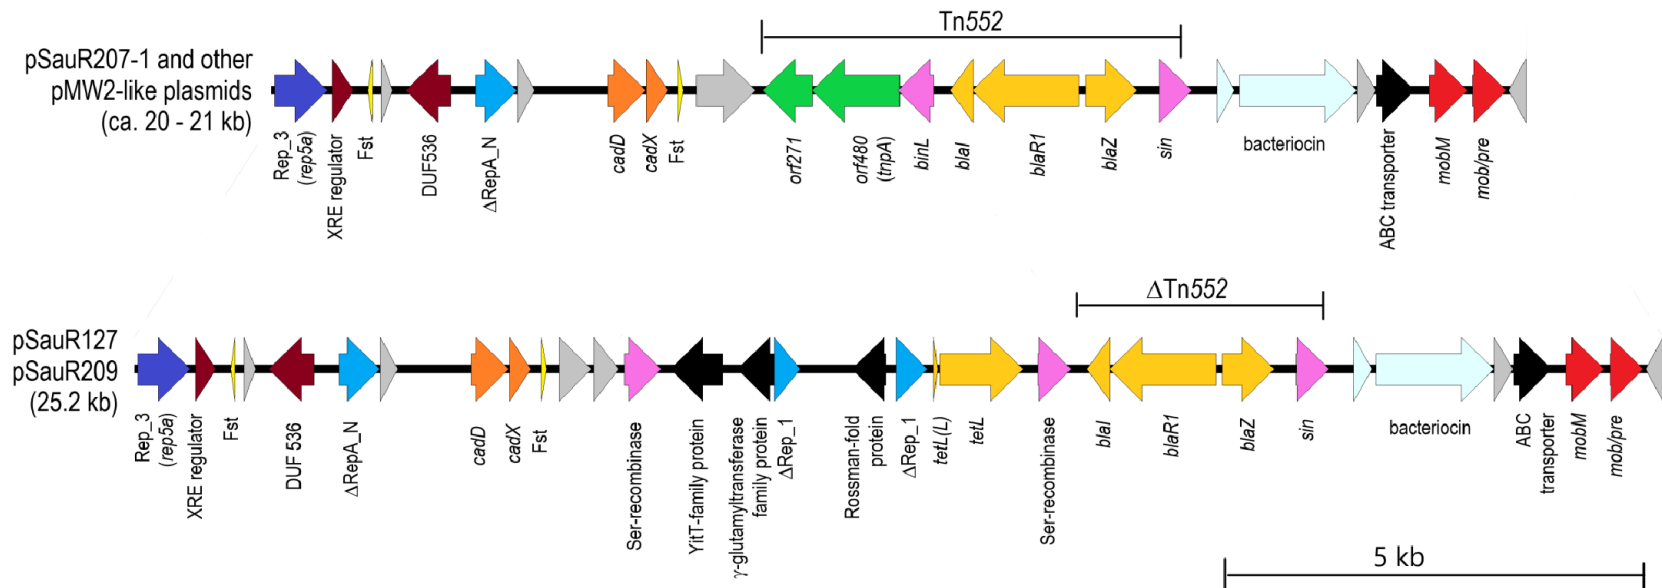 Tn552
pSauR207-1 and other
pMW2-like plasmids
(ca. 20 - 21 kb)
Rep_3
(rep5a)
XRE regulator
Fst
DUF536
ΔRepA_N
cadD
cadX
Fst
orf271
orf480
(tnpA)
binL
blaI
blaR1
blaZ
sin
bacteriocin
ABC transporter
mobM
mob/pre
ΔTn552
pSauR127
pSauR209
(25.2 kb)
Rep_3
(rep5a)
XRE regulator
Fst
DUF 536
ΔRepA_N
cadD
cadX
Fst
Ser-recombinase
YitT-family protein
γ-glutamyltransferase
family protein
ΔRep_1
Rossman-fold
protein
ΔRep_1
tetL(L)
tetL
Ser-recombinase
blaI
blaR1
blaZ
sin
bacteriocin
ABC
transporter
mobM
mob/pre
5 kb